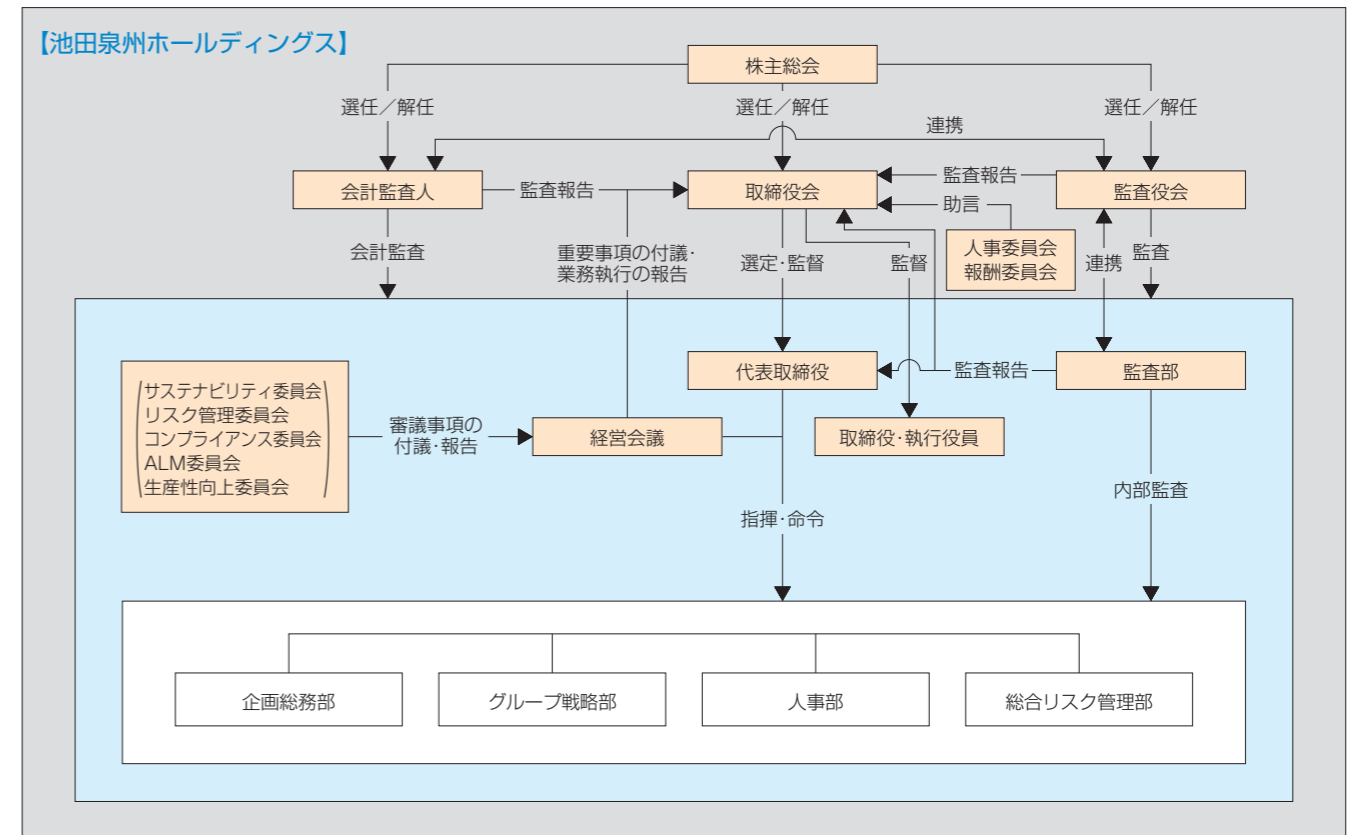 【池田泉州ホールディングス】
株主総会
選任／解任
選任／解任
選任／解任
連携
会計監査人
監査報告
取締役会
監査報告
監査役会
助言
人事委員会
報酬委員会
会計監査
重要事項の付議・
業務執行の報告
選定・監督
監督
連携
監査
代表取締役
監査報告
監査部
サステナビリティ委員会
リスク管理委員会
コンプライアンス委員会
ALM委員会
生産性向上委員会
審議事項の
付議・報告
経営会議
取締役・執行役員
内部監査
指揮・命令
企画総務部
グループ戦略部
人事部
総合リスク管理部